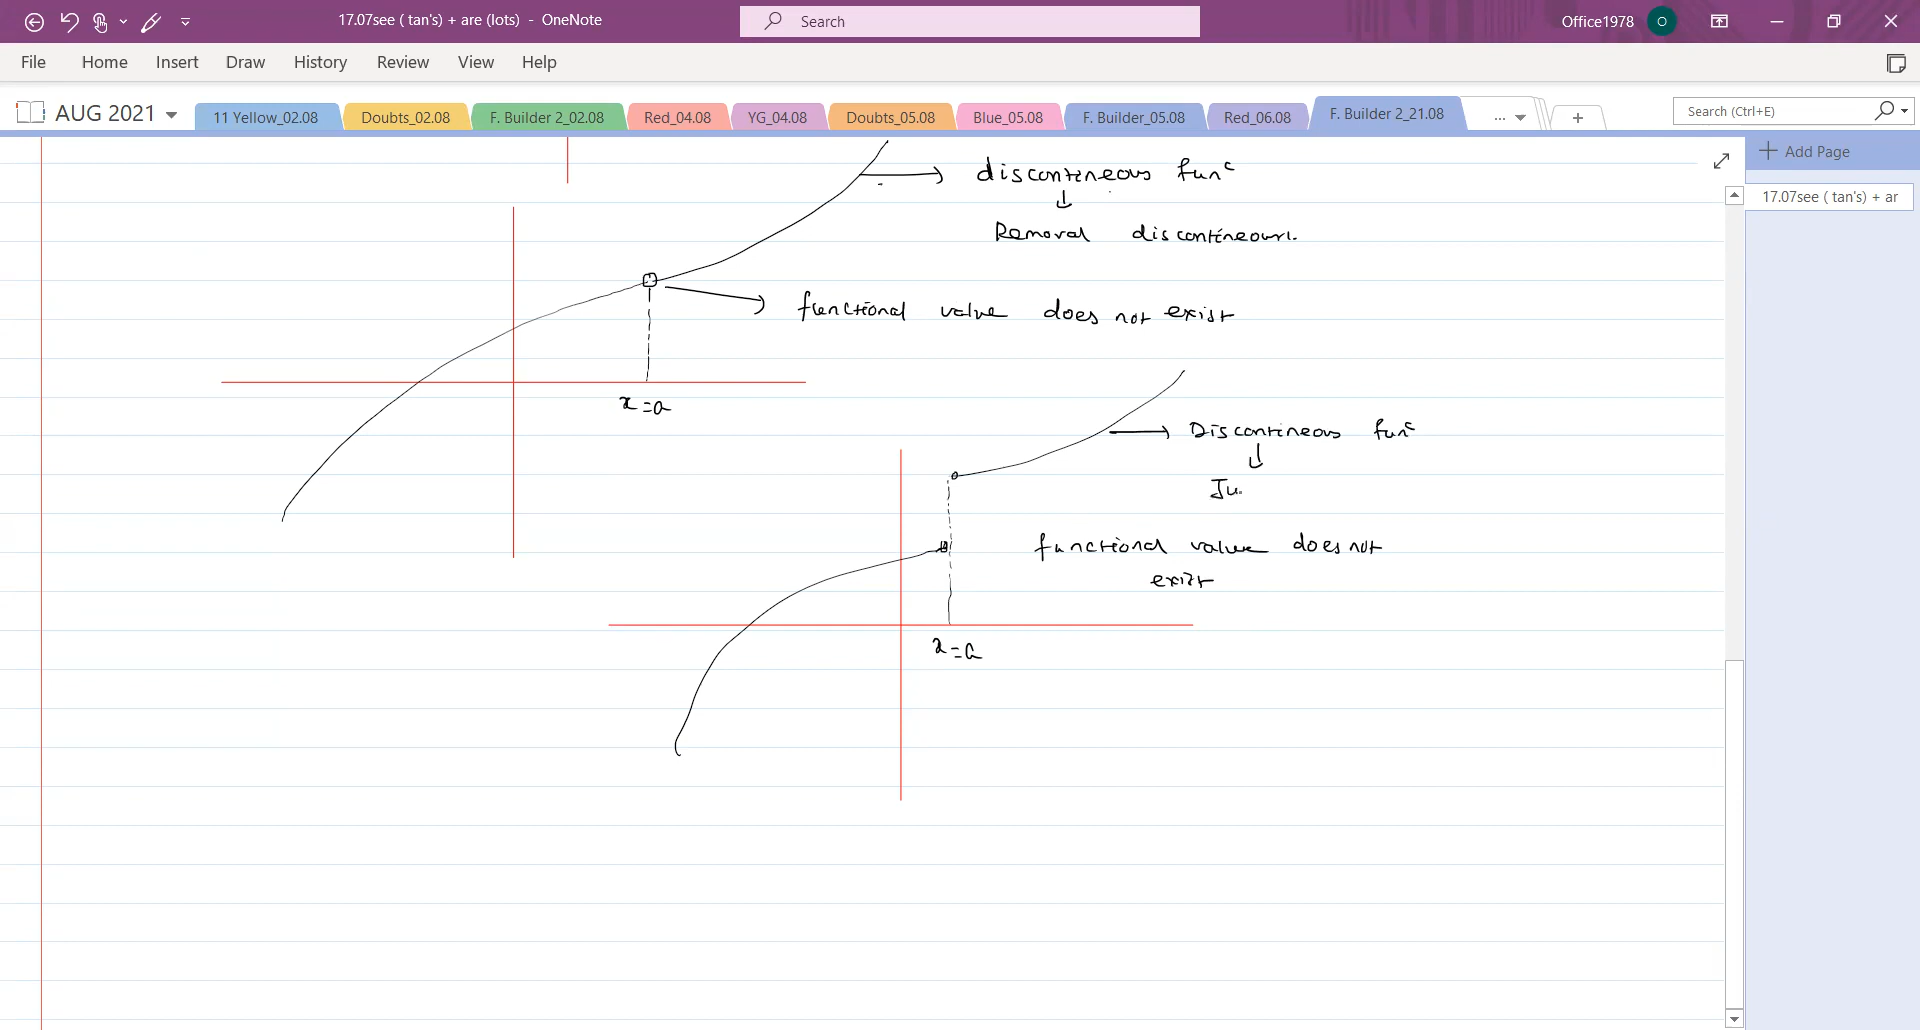 17.07see ( tan's) + are (lots) - OneNote
Search
Office1978
O
File Home Insert Draw History Review View Help
AUG 2021
11 Yellow_02.08
Doubts_02.08
F. Builder 2_02.08
Red_04.08
YG_04.08
Doubts_05.08
Blue_05.08
F. Builder_05.08
Red_06.08
F. Builder 2_21.08
...
Search (Ctrl+E)
Add Page
17.07see ( tan's) + ar
discontineous func
Removal
functional value does not exist
x=a
Discontineous func
Ju
functional value does not
exist
x=a